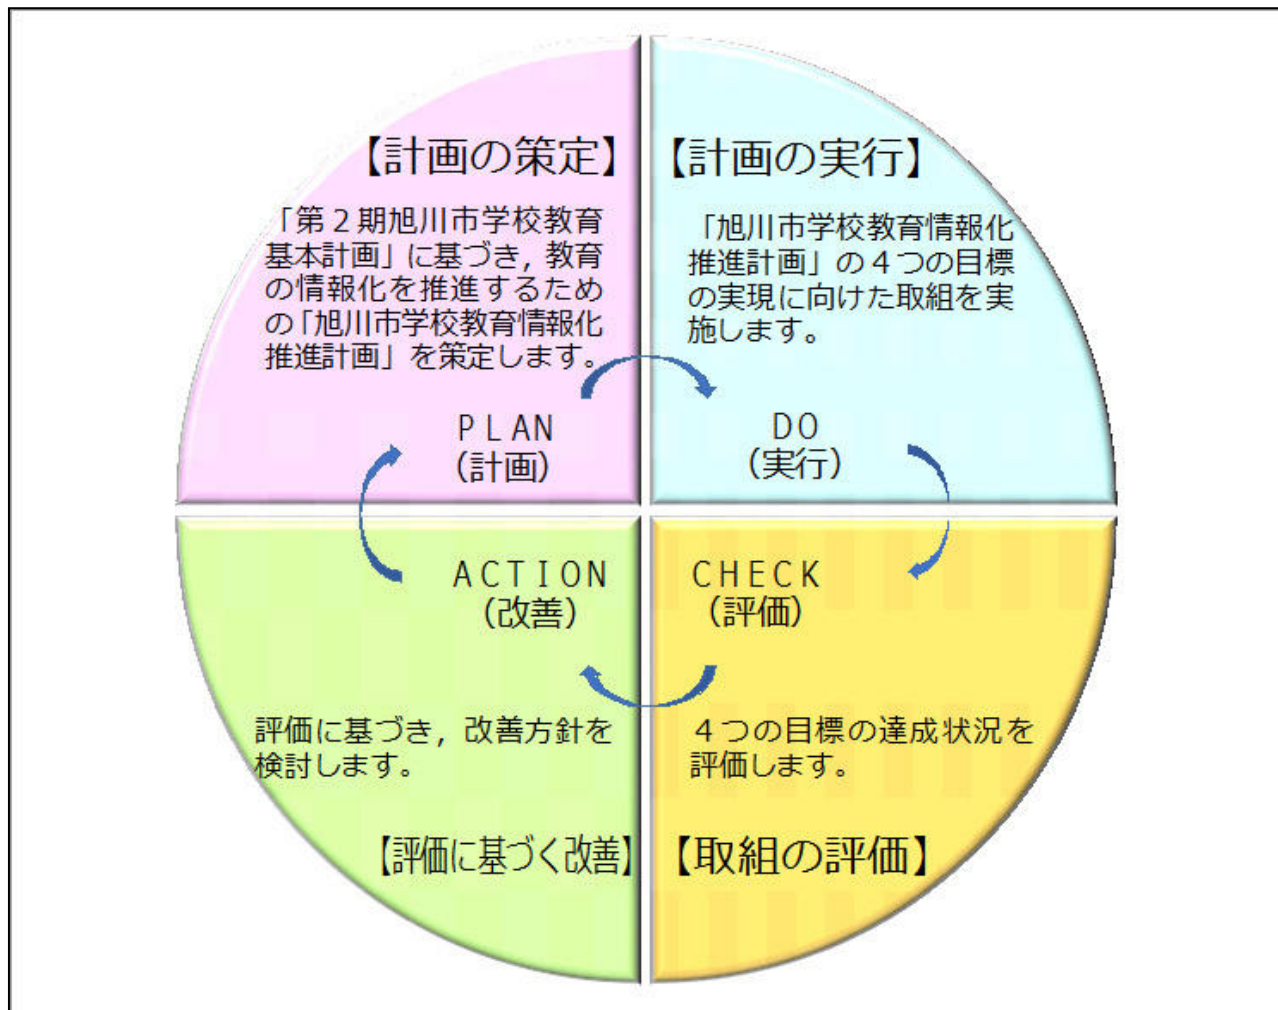 【計画の策定】
「第２期旭川市学校教育
基本計画」に基づき，教育
の情報化を推進するため
の「旭川市学校教育情報化
推進計画」を策定します。
ＰＬＡＮ
（計画）
【計画の実行】
「旭川市学校教育情報化
推進計画」の４つの目標
の実現に向けた取組を実
施します。
ＤＯ
（実行）
ＣＨＥＣＫ
（評価）
４つの目標の達成状況を
評価します。
【取組の評価】
ＡＣＴＩＯＮ
（改善）
評価に基づき，改善方針を
検討します。
【評価に基づく改善】